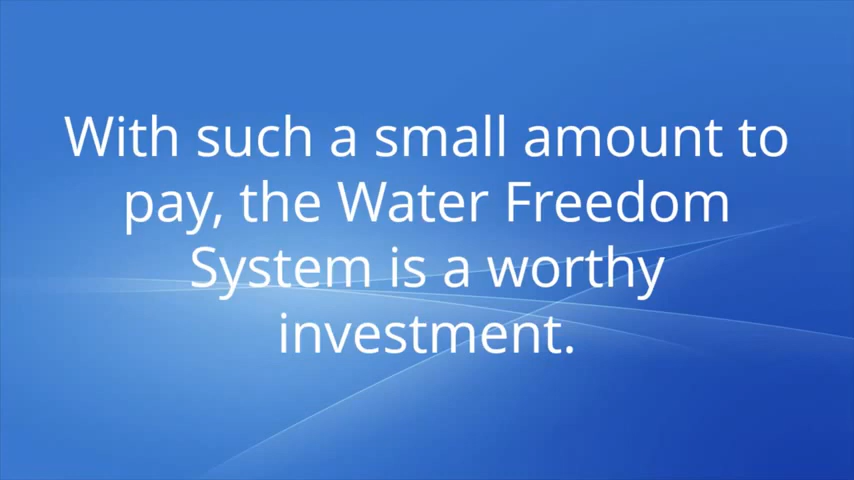 With such a small amount to
pay, the Water Freedom
System is a worthy
investment.